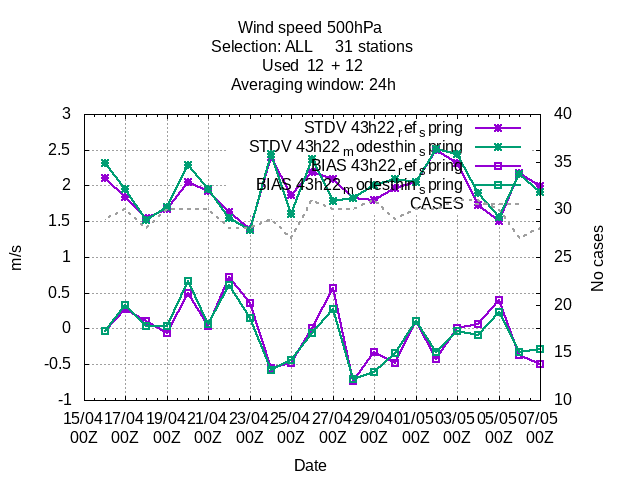 Wind speed 500hPa
Selection: ALL     31 stations
Used 12 + 12
Averaging window: 24h
3
2.5
2
1.5
1
0.5
0
-0.5
-1
40
35
30
25
20
15
10
m/s
No cases
STDV 43h22_ref_spring
STDV 43h22_modesthin_spring
BIAS 43h22_ref_spring
BIAS 43h22_modesthin_spring
CASES
15/04 17/04 19/04 21/04 23/04 25/04 27/04 29/04 01/05 03/05 05/05 07/05
00Z 00Z 00Z 00Z 00Z 00Z 00Z 00Z 00Z 00Z 00Z 00Z
Date